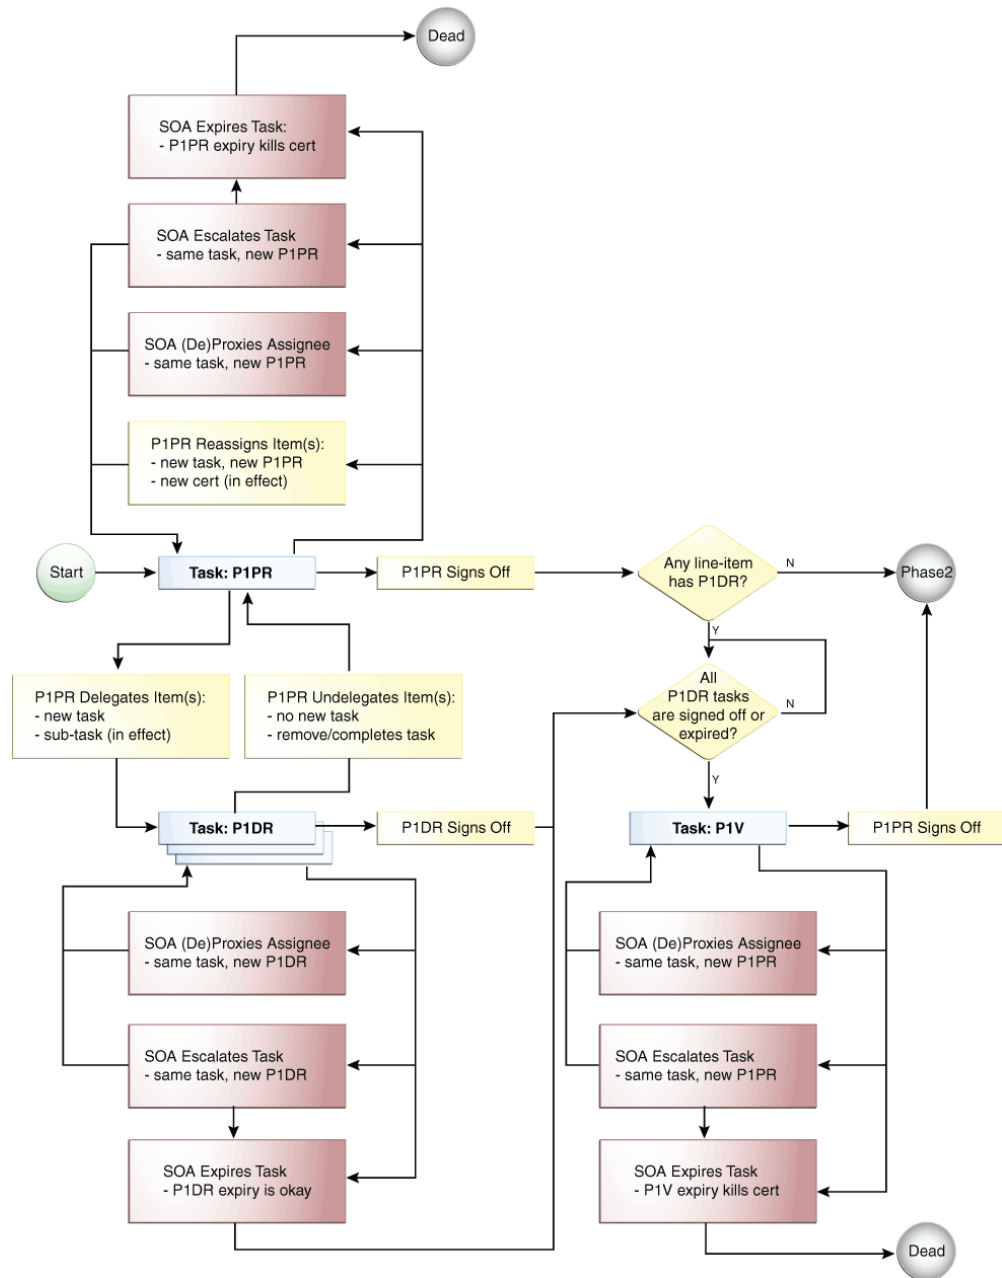 Dead
SOA Expires Task:
- P1PR expiry kills cert
SOA Escalates Task
- same task, new P1PR
SOA (De)Proxies Assignee
- same task, new P1PR
P1PR Reassigns Item(s):
- new task, new P1PR
- new cert (in effect)
Start
Task: P1PR
P1PR Signs Off
Any line-item
has P1DR?
N
Phase2
Y
P1PR Delegates Item(s):
- new task
- sub-task (in effect)
P1PR Undelegates Item(s):
- no new task
- remove/completes task
All
P1DR tasks
are signed off or
expired?
N
Y
Task: P1DR
P1DR Signs Off
Task: P1V
P1PR Signs Off
SOA (De)Proxies Assignee
- same task, new P1DR
SOA (De)Proxies Assignee
- same task, new P1PR
SOA Escalates Task
- same task, new P1DR
SOA Escalates Task
- same task, new P1PR
SOA Expires Task
- P1DR expiry is okay
SOA Expires Task
- P1V expiry kills cert
Dead